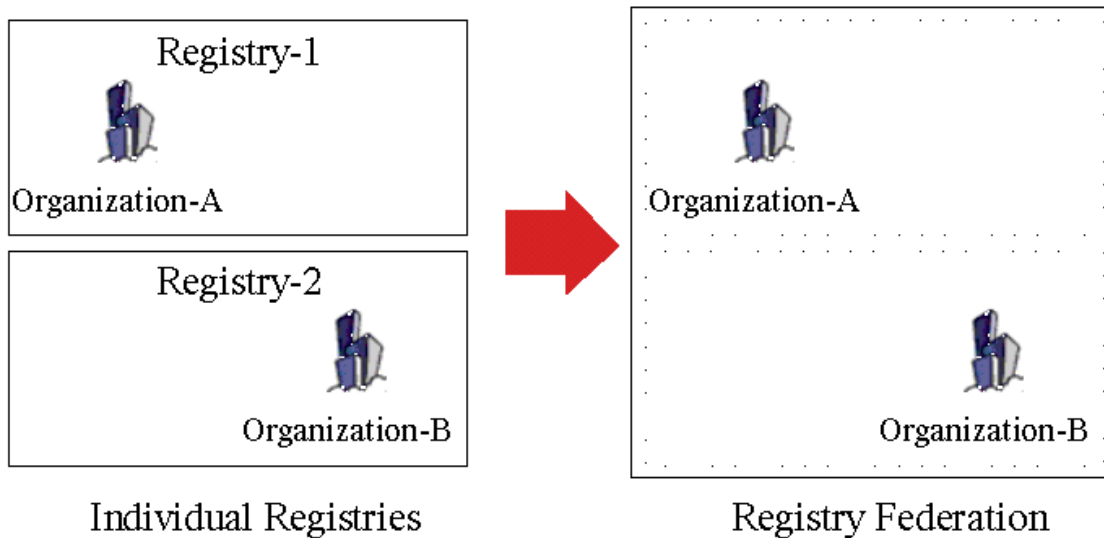 Registry-1
Organization-A
Registry-2
Organization-B
Individual Registries
Organization-A
Organization-B
Registry Federation